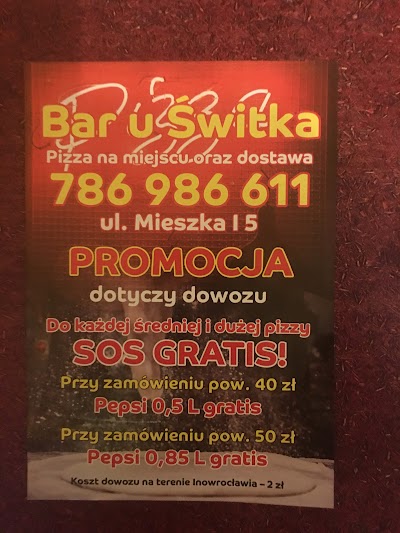 Pizza
Bar u Świtka
Pizza na miejscu oraz dostawa
786 986 611
ul. Mieszka I 5
PROMOCJA
dotyczy dowozu
Do każdej średniej i dużej pizzy
SOS GRATIS!
Przy zamówieniu pow. 40 zł
Pepsi 0,5 L gratis
Przy zamówieniu pow. 50 zł
Pepsi 0,85 L gratis
Koszt dowozu na terenie Inowrocławia – 2 zł